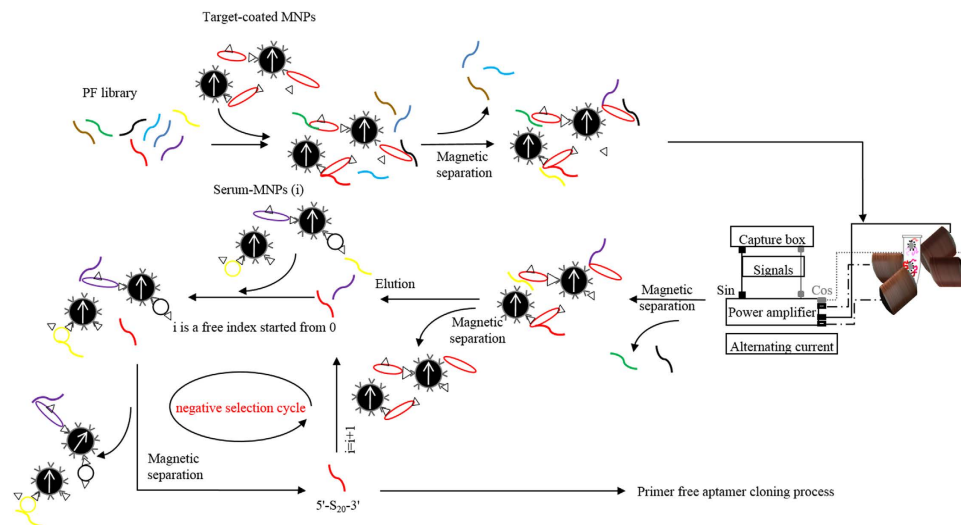 Target-coated MNPs
PF library
Magnetic
separation
Serum-MNPs (i)
Capture box
Signals
Sin
Cos
Power amplifier
Alternating current
Magnetic
separation
Elution
i is a free index started from 0
Magnetic
separation
negative selection cycle
i=i+1
Magnetic
separation
5'-S20-3'
Primer free aptamer cloning process